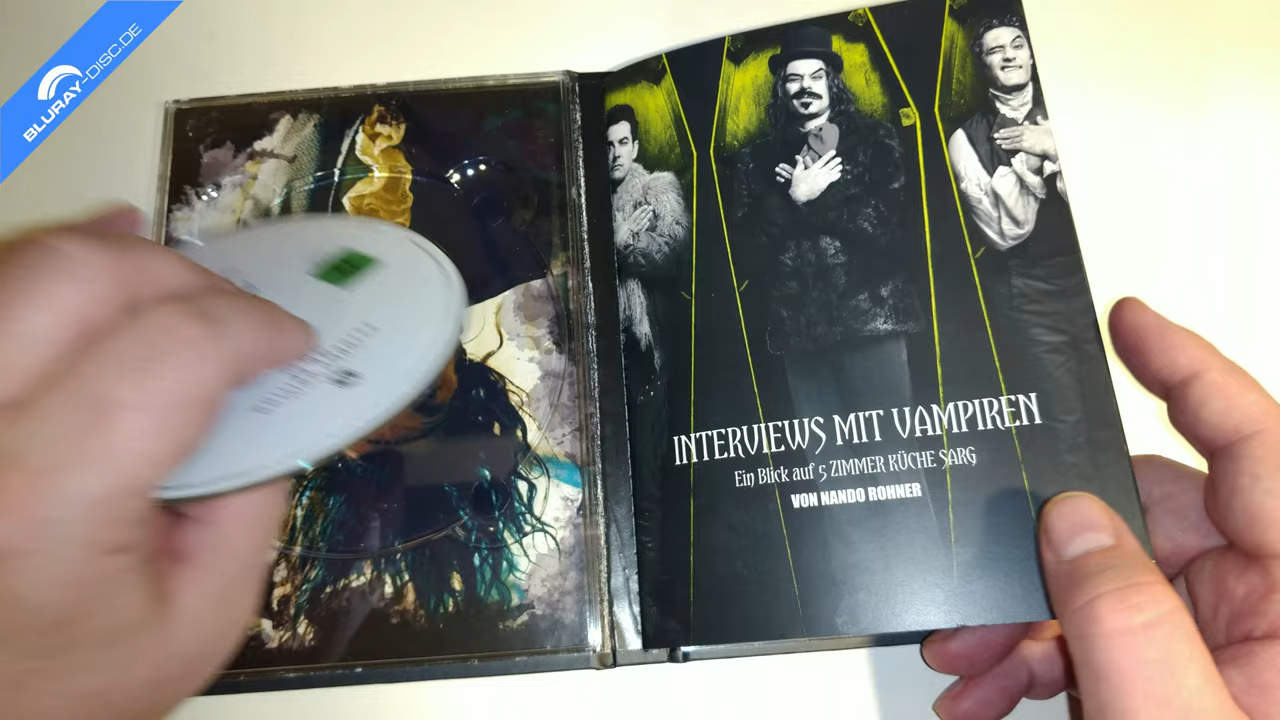 BLURAY-DISC.DE
INTERVIEWS MIT VAMPIREN
Ein Blick auf 5 ZIMMER KÜCHE SARG
VON NANDO ROHNER